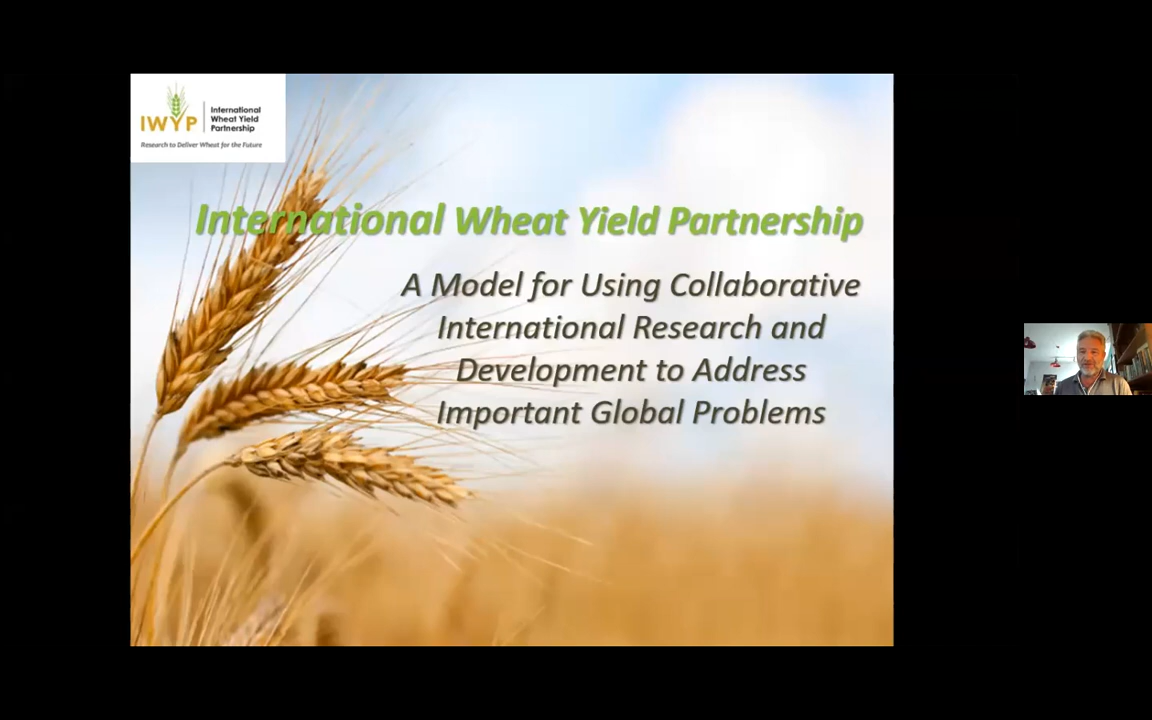 IWYP
International
Wheat Yield
Partnership
Research to Deliver Wheat for the Future
International Wheat Yield Partnership
A Model for Using Collaborative
International Research and
Development to Address
Important Global Problems